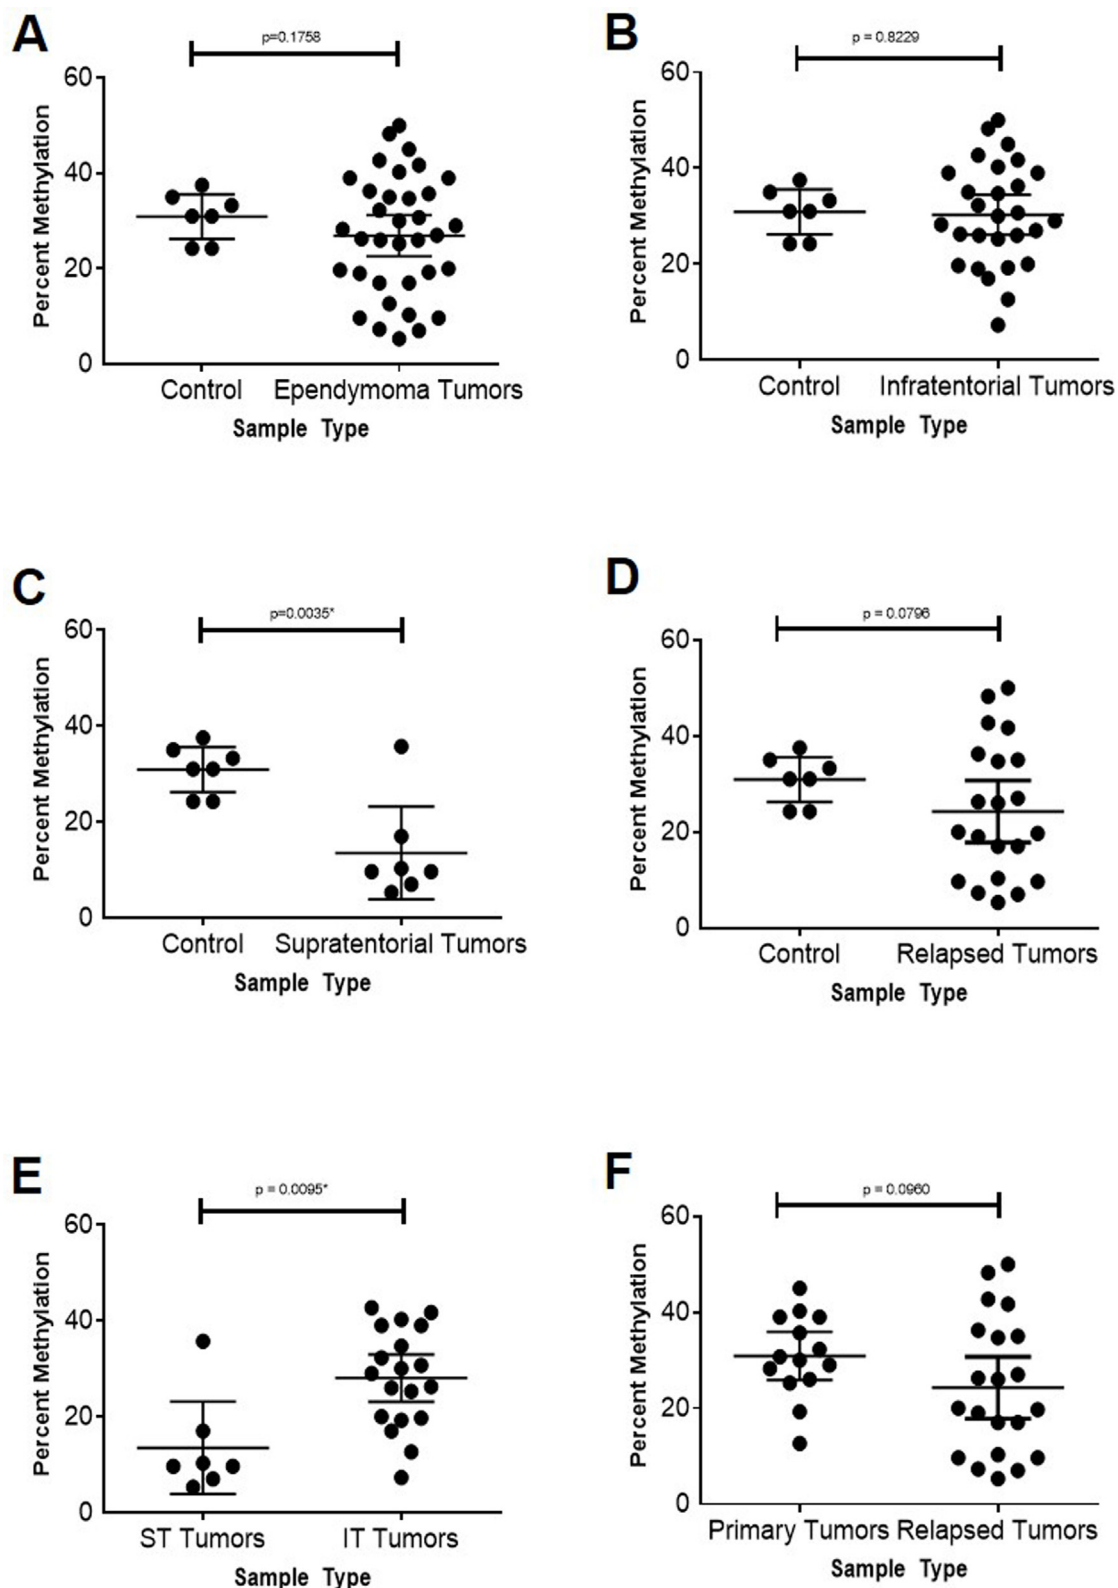 A
p=0.1758
60
40
20
0
Percent Methylation
Control Ependymoma Tumors
Sample Type
B
p = 0.8229
60
40
20
0
Percent Methylation
Control Infratentorial Tumors
Sample Type
C
p=0.0035*
60
40
20
0
Percent Methylation
Control Supratentorial Tumors
Sample Type
D
p = 0.0796
60
40
20
0
Percent Methylation
Control Relapsed Tumors
Sample Type
E
p = 0.0095*
60
40
20
0
Percent Methylation
ST Tumors IT Tumors
Sample Type
F
p = 0.0960
60
40
20
0
Percent Methylation
Primary Tumors Relapsed Tumors
Sample Type